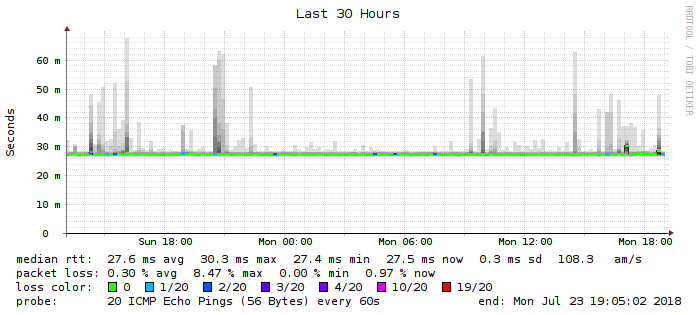 Last 30 Hours
RRDTOOL / TOBI OETIKER
Seconds
60 m
50 m
40 m
30 m
20 m
10 m
0
Sun 18:00 Mon 00:00 Mon 06:00 Mon 12:00 Mon 18:00
median rtt: 27.6 ms avg 30.3 ms max 27.4 ms min 27.5 ms now 0.3 ms sd 108.3 am/s
packet loss: 0.30 % avg 8.47 % max 0.00 % min 0.97 % now
loss color: 0 1/20 2/20 3/20 4/20 10/20 19/20
probe: 20 ICMP Echo Pings (56 Bytes) every 60s end: Mon Jul 23 19:05:02 2018